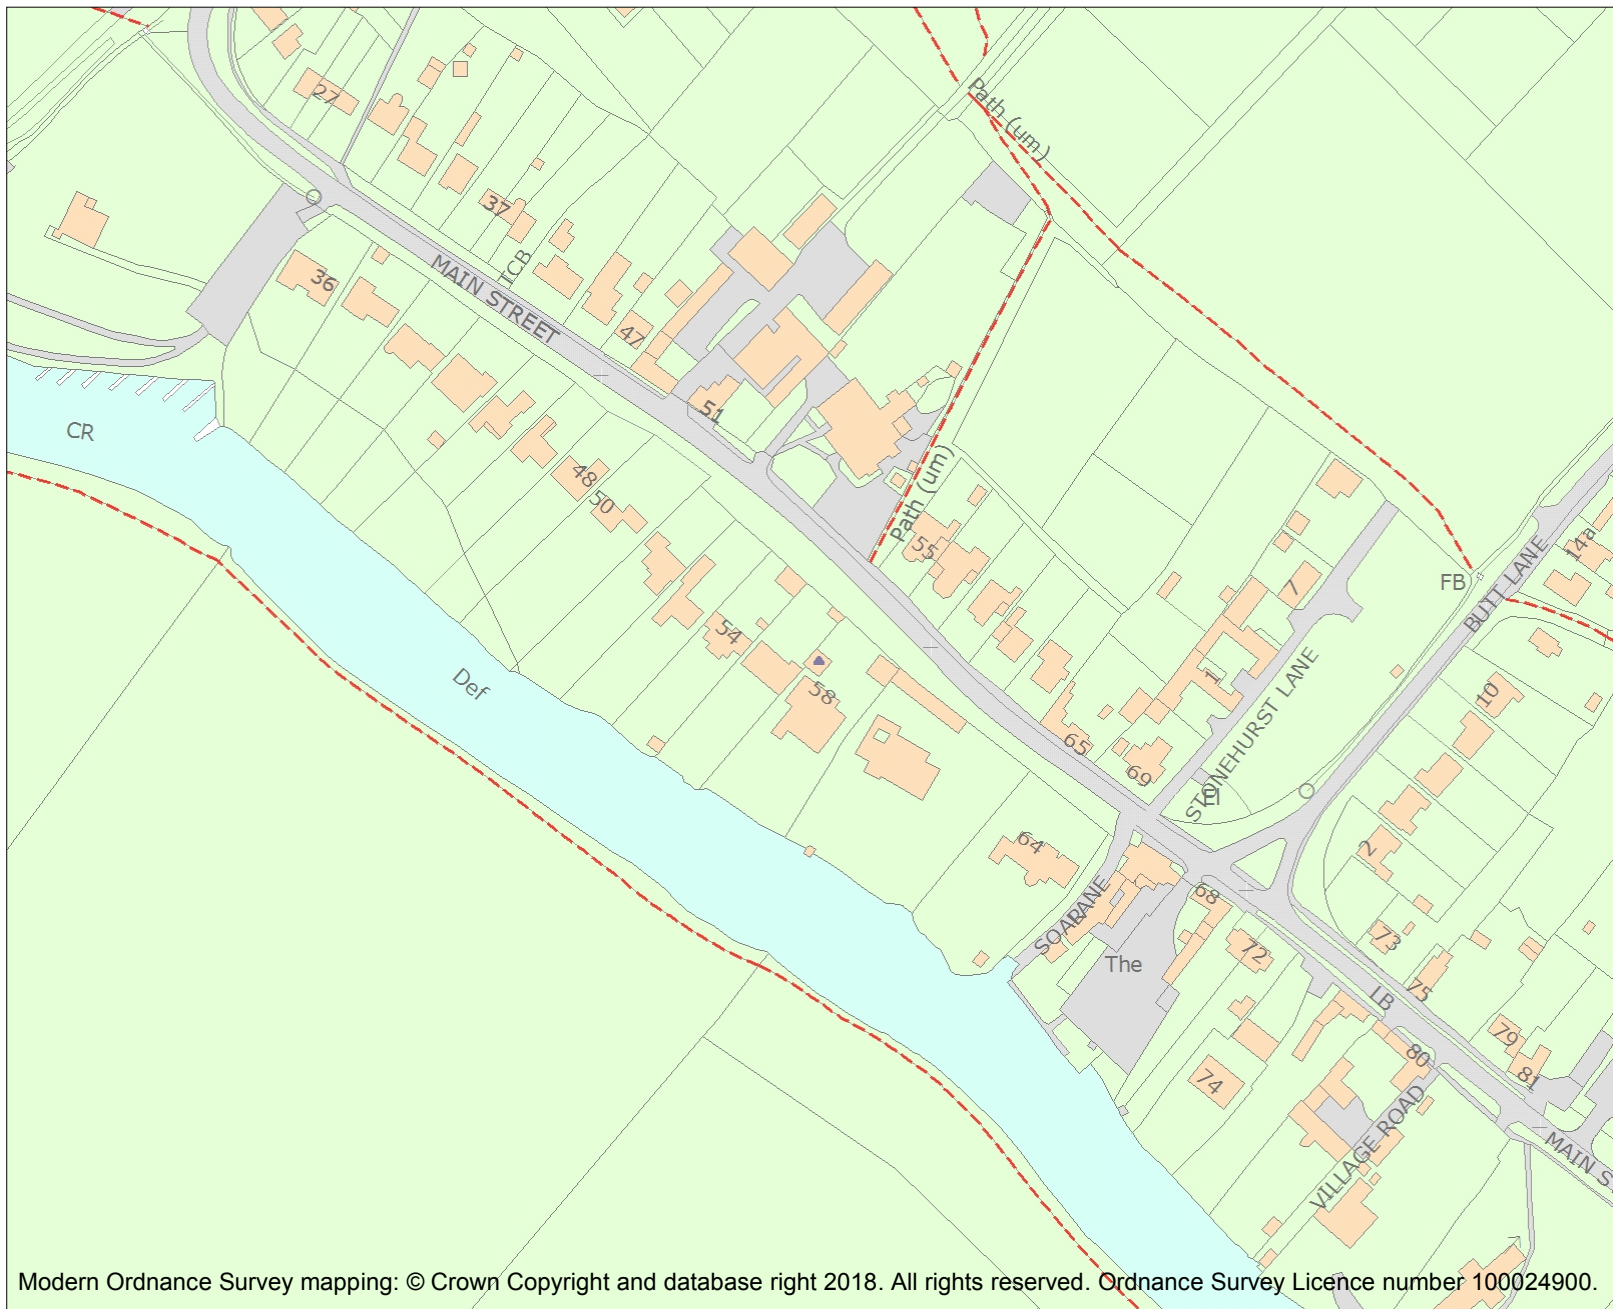 Path (um)
27
37
TCB
MAIN STREET
36
47
51
CR
48
50
Path (um)
55
14a
BUTT LANE
FB
7
1
STONEHURST LANE
El
10
Def
54
58
65
69
2
64
SOAR LANE
68
72
73
The
75
LB
79
80
81
74
VILLAGE ROAD
MAIN S
Modern Ordnance Survey mapping: © Crown Copyright and database right 2018. All rights reserved. Ordnance Survey Licence number 100024900.